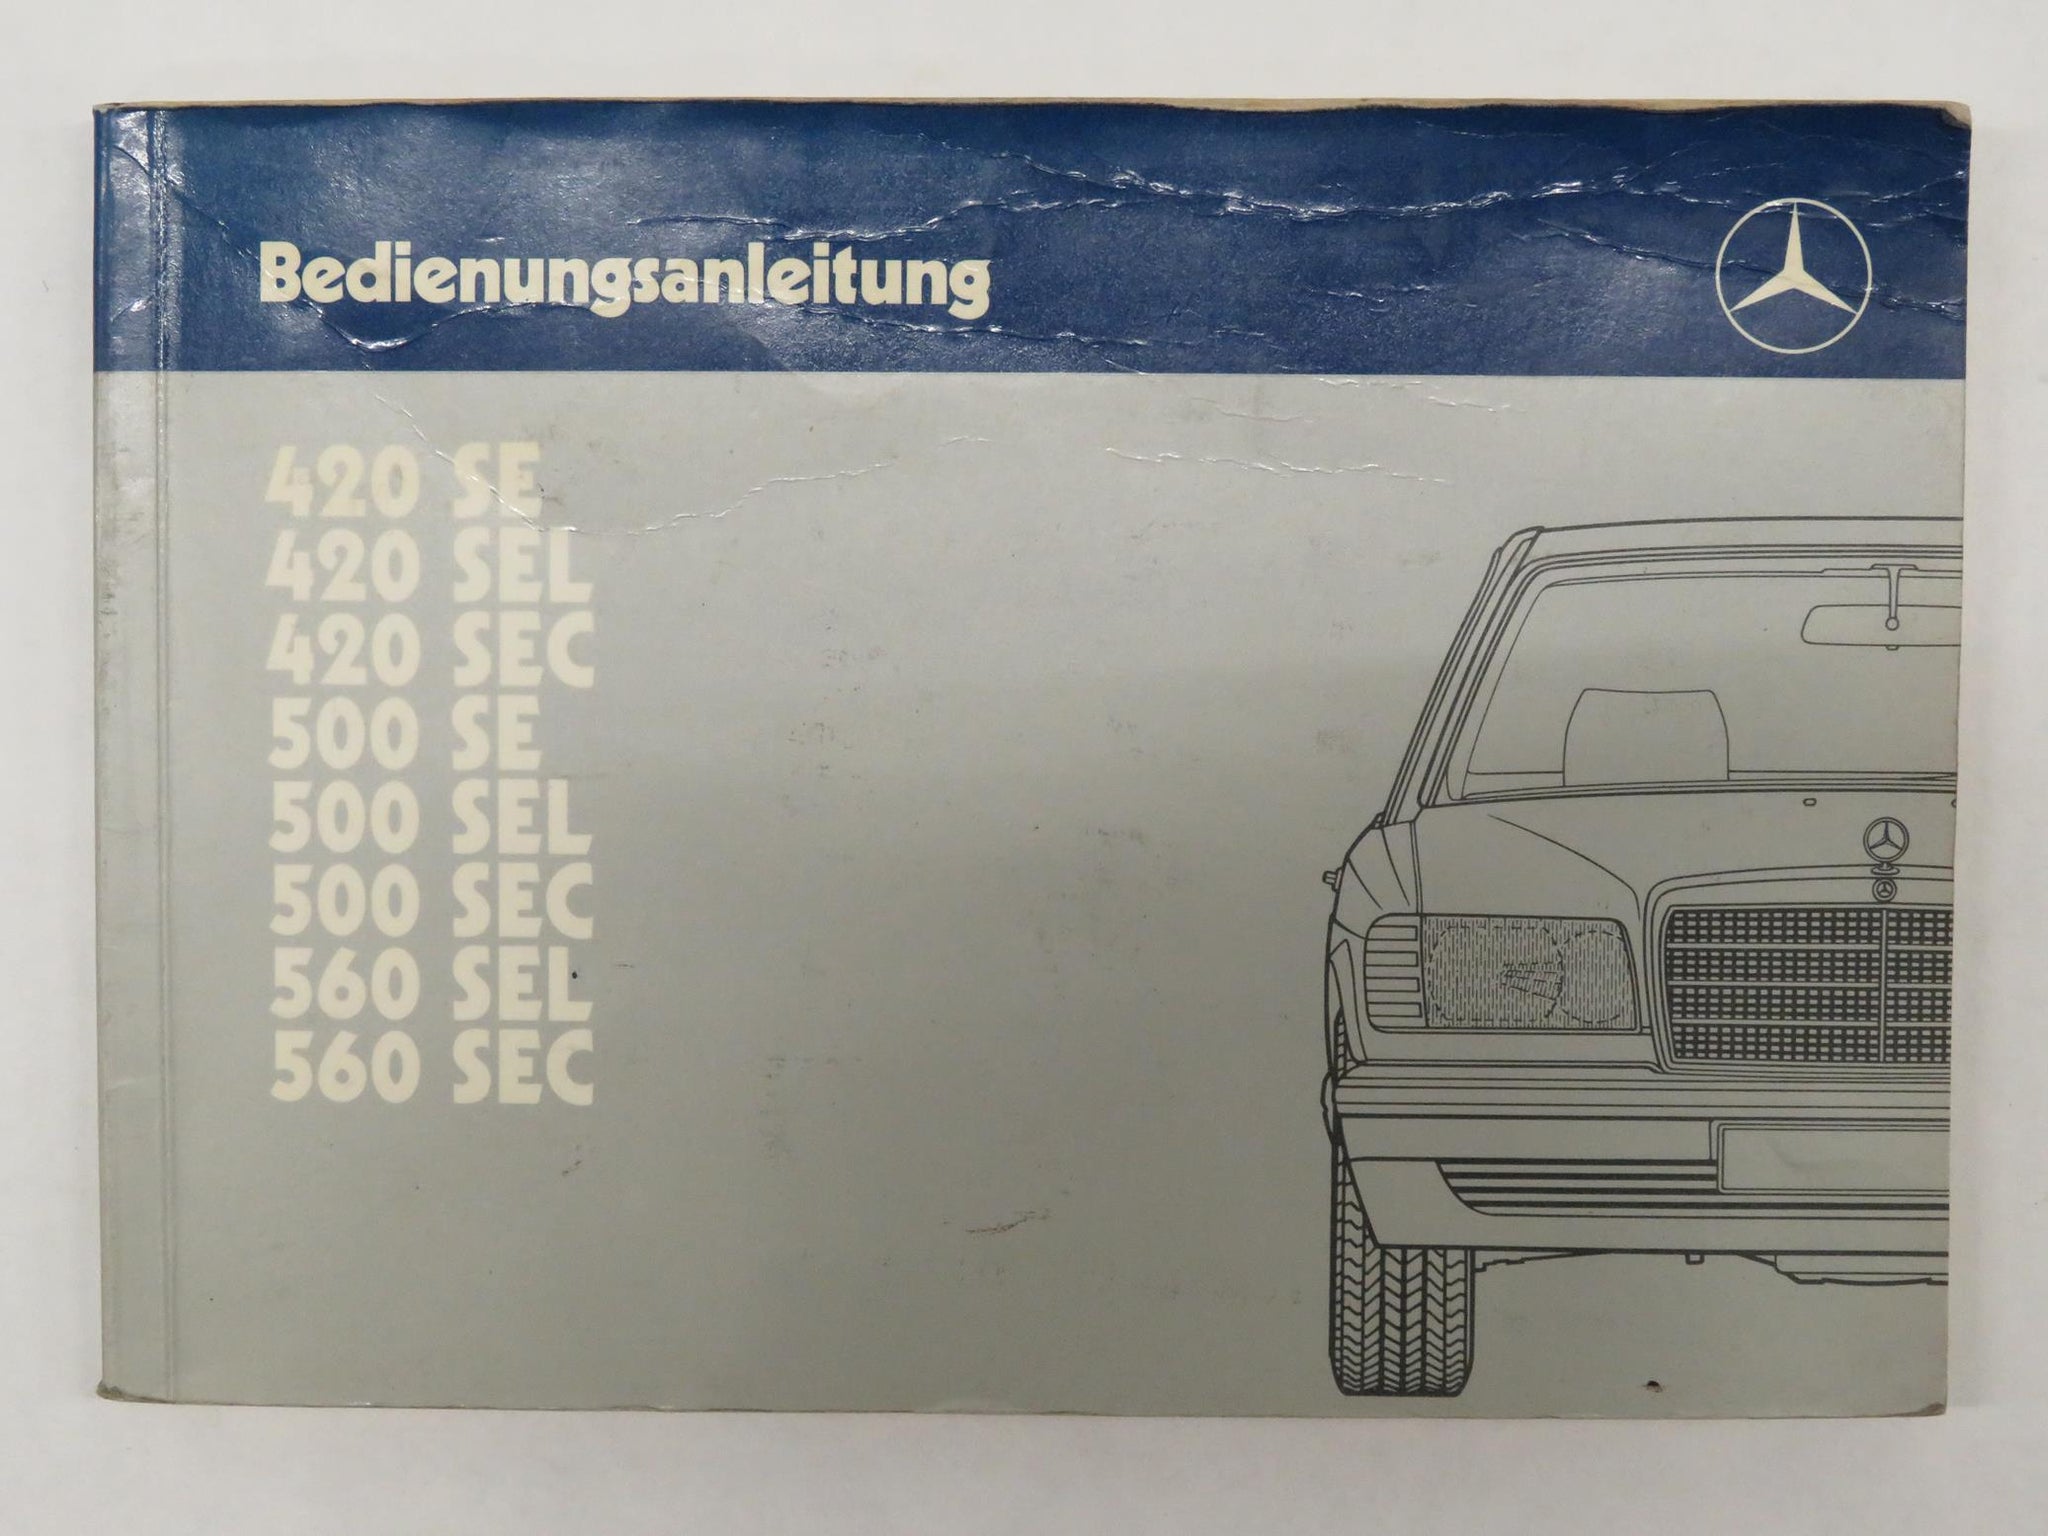 Bedienungsanleitung
420 SE
420 SEL
420 SEC
500 SE
500 SEL
500 SEC
560 SEL
560 SEC